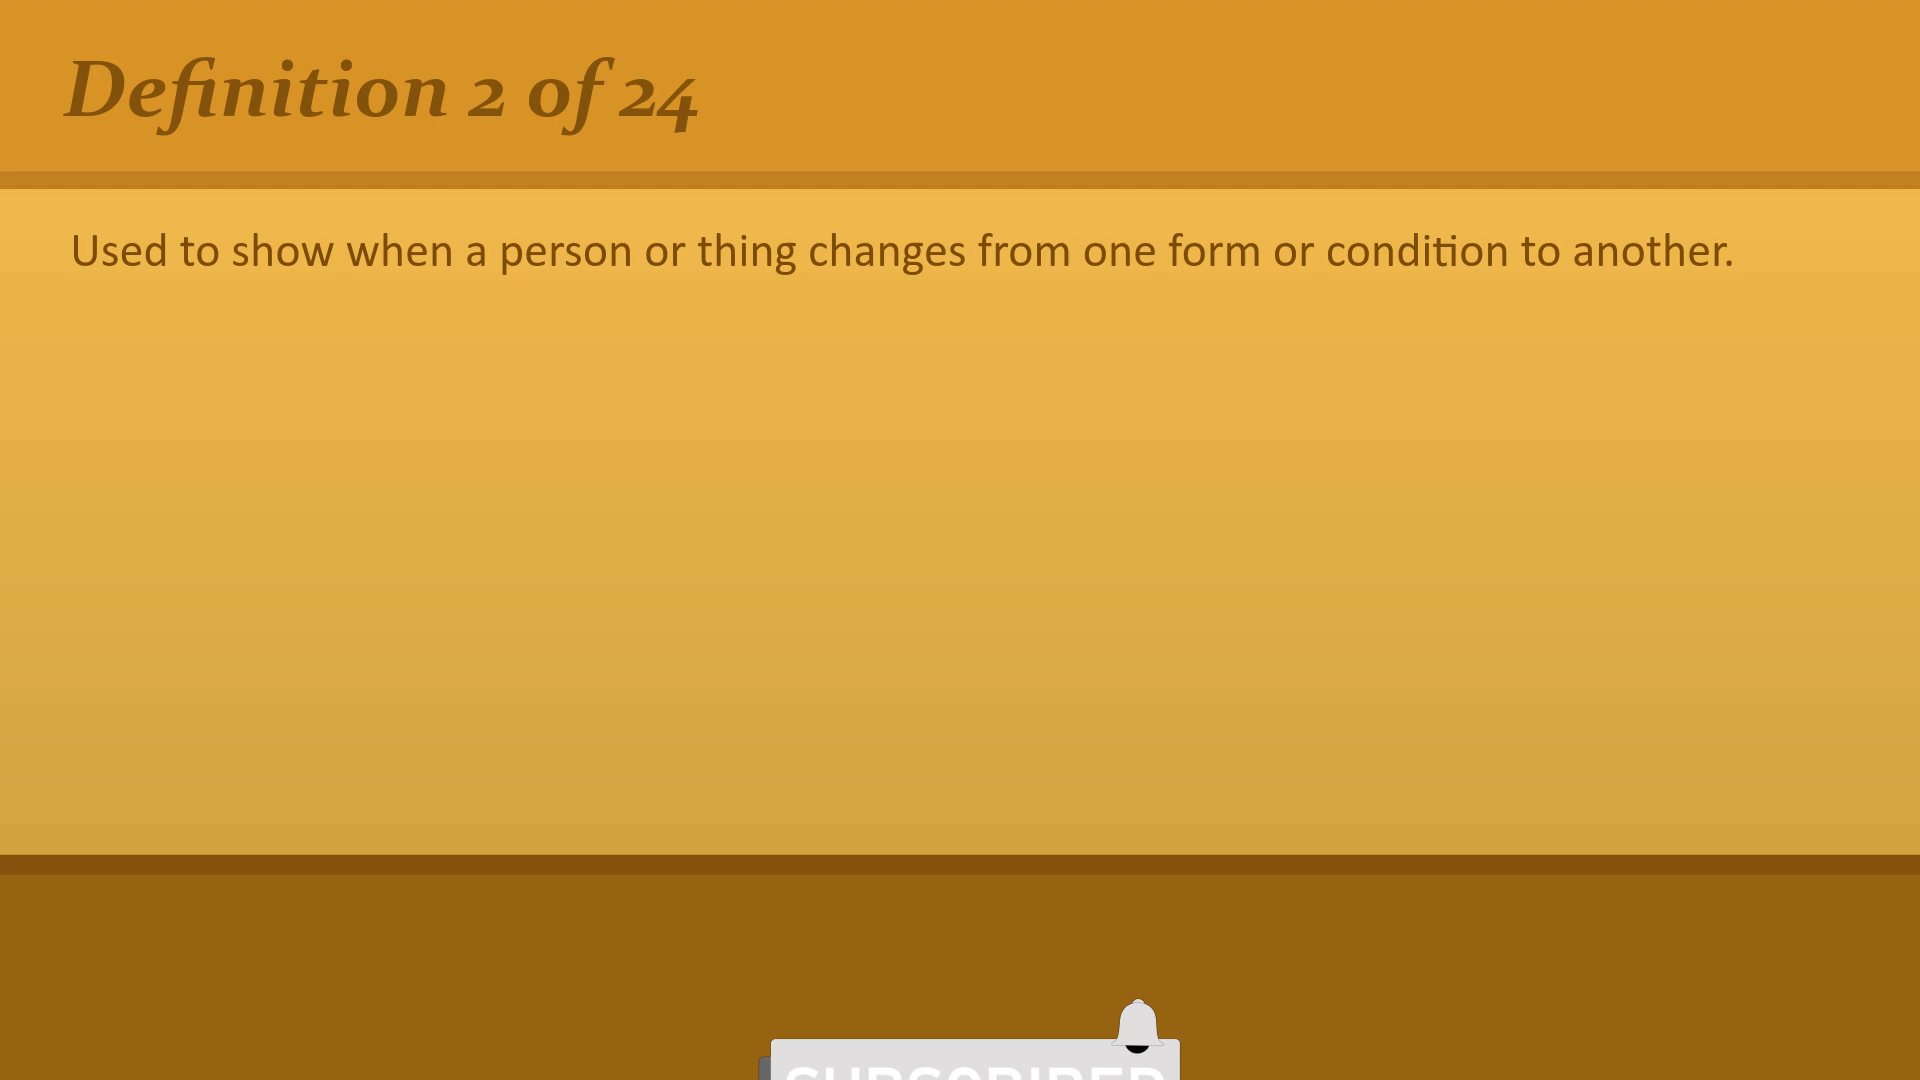 Definition 2 of 24
Used to show when a person or thing changes from one form or condition to another.
SUBSCRIBED